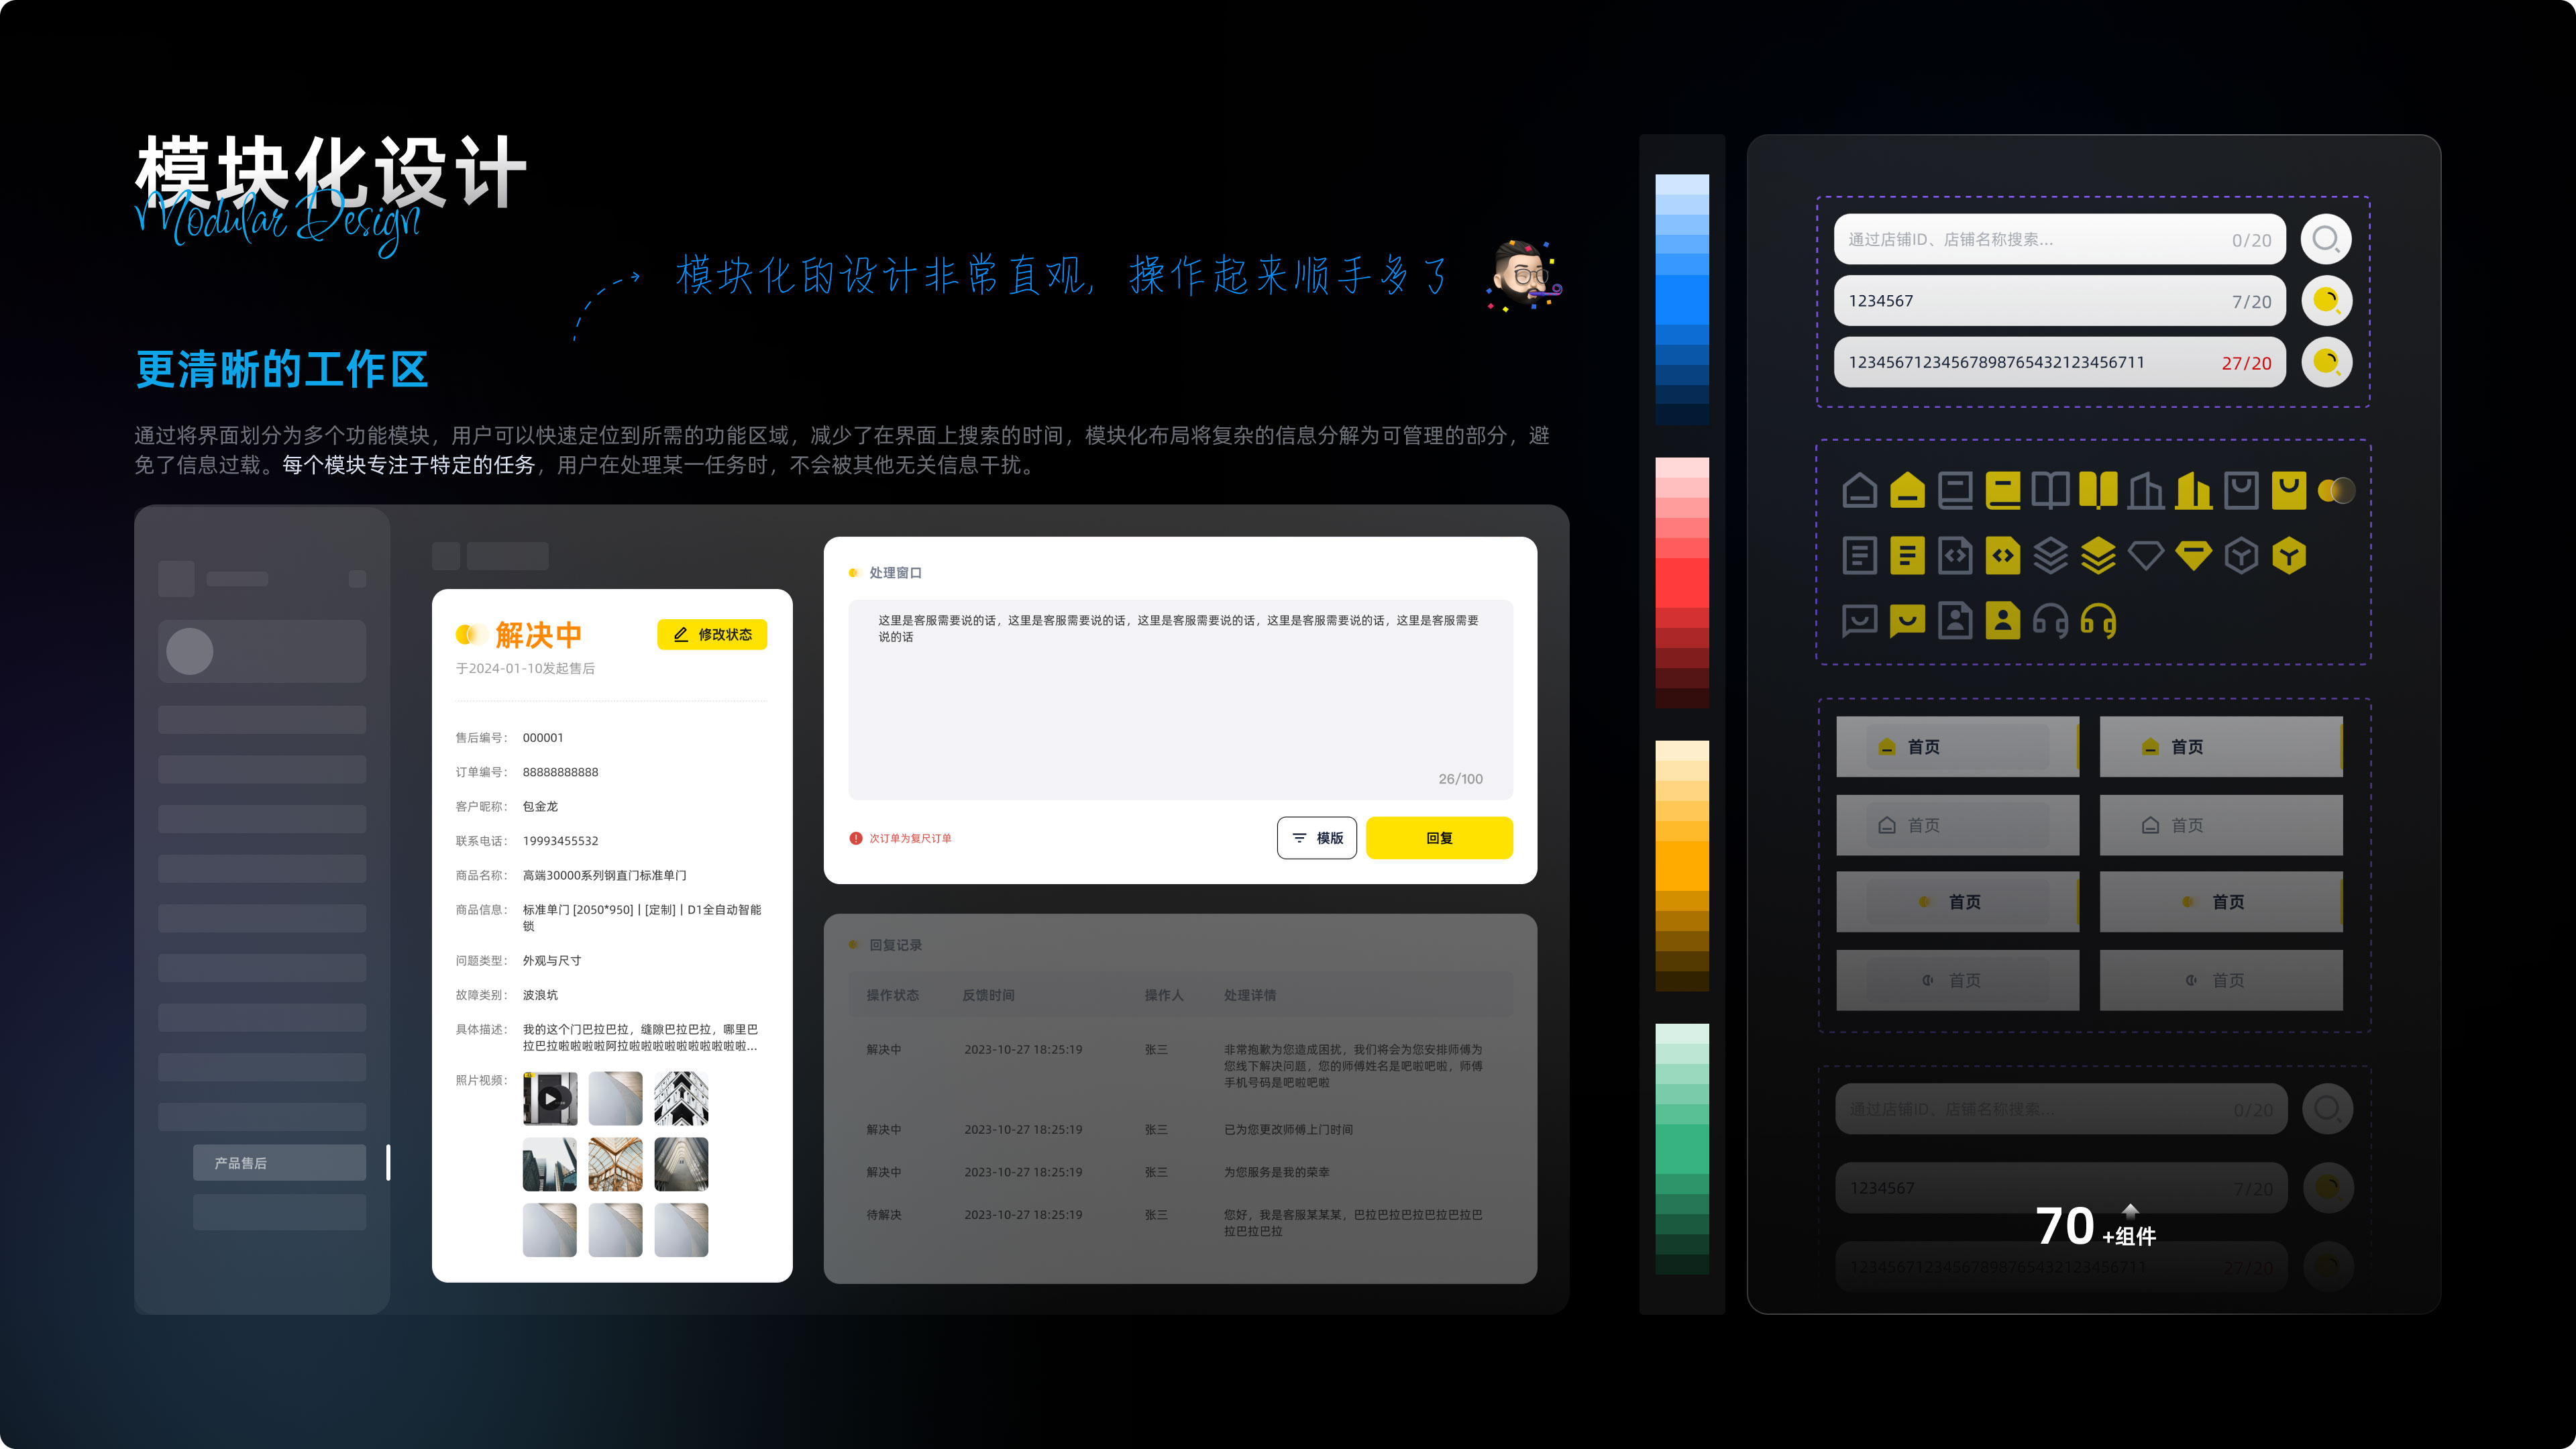 模块化设计
Modular Design
模块化的设计非常直观，操作起来顺手多了
更清晰的工作区
通过将界面划分为多个功能模块，用户可以快速定位到所需的功能区域，减少了在界面上搜索的时间，模块化布局将复杂的信息分解为可管理的部分，避
免了信息过载。每个模块专注于特定的任务，用户在处理某一任务时，不会被其他无关信息干扰。
产品售后
解决中
修改状态
于2024-01-10发起售后
售后编号： 000001
订单编号： 88888888888
客户昵称： 包金龙
联系电话： 19993455532
商品名称： 高端30000系列钢直门标准单门
商品信息： 标准单门 [2050*950] | [定制] | D1全自动智能
锁
问题类型： 外观与尺寸
故障类别： 波浪坑
具体描述： 我的这个门巴拉巴拉，缝隙巴拉巴拉，哪里巴
拉巴拉啦啦啦啦阿拉啦啦啦啦啦啦啦啦啦啦...
照片视频：
处理窗口
这里是客服需要说的话，这里是客服需要说的话，这里是客服需要说的话，这里是客服需要说的话，这里是客服需要
说的话
26/100
次订单为复尺订单
模版
回复
回复记录
操作状态 反馈时间 操作人 处理详情
解决中 2023-10-27 18:25:19 张三 非常抱歉为您造成困扰，我们将会为您安排师傅为
您线下解决问题，您的师傅姓名是吧啦吧啦，师傅
手机号码是吧啦吧啦
解决中 2023-10-27 18:25:19 张三 已为您更改师傅上门时间
解决中 2023-10-27 18:25:19 张三 为您服务是我的荣幸
待解决 2023-10-27 18:25:19 张三 您好，我是客服某某某，巴拉巴拉巴拉巴拉巴拉巴
拉巴拉巴拉
通过店铺ID、店铺名称搜索... 0/20
1234567 7/20
12345671234567898765432123456711 27/20
首页 首页
首页 首页
首页 首页
首页 首页
通过店铺ID、店铺名称搜索... 0/20
1234567 7/20
70 +组件
12345671234567898765432123456711 27/20